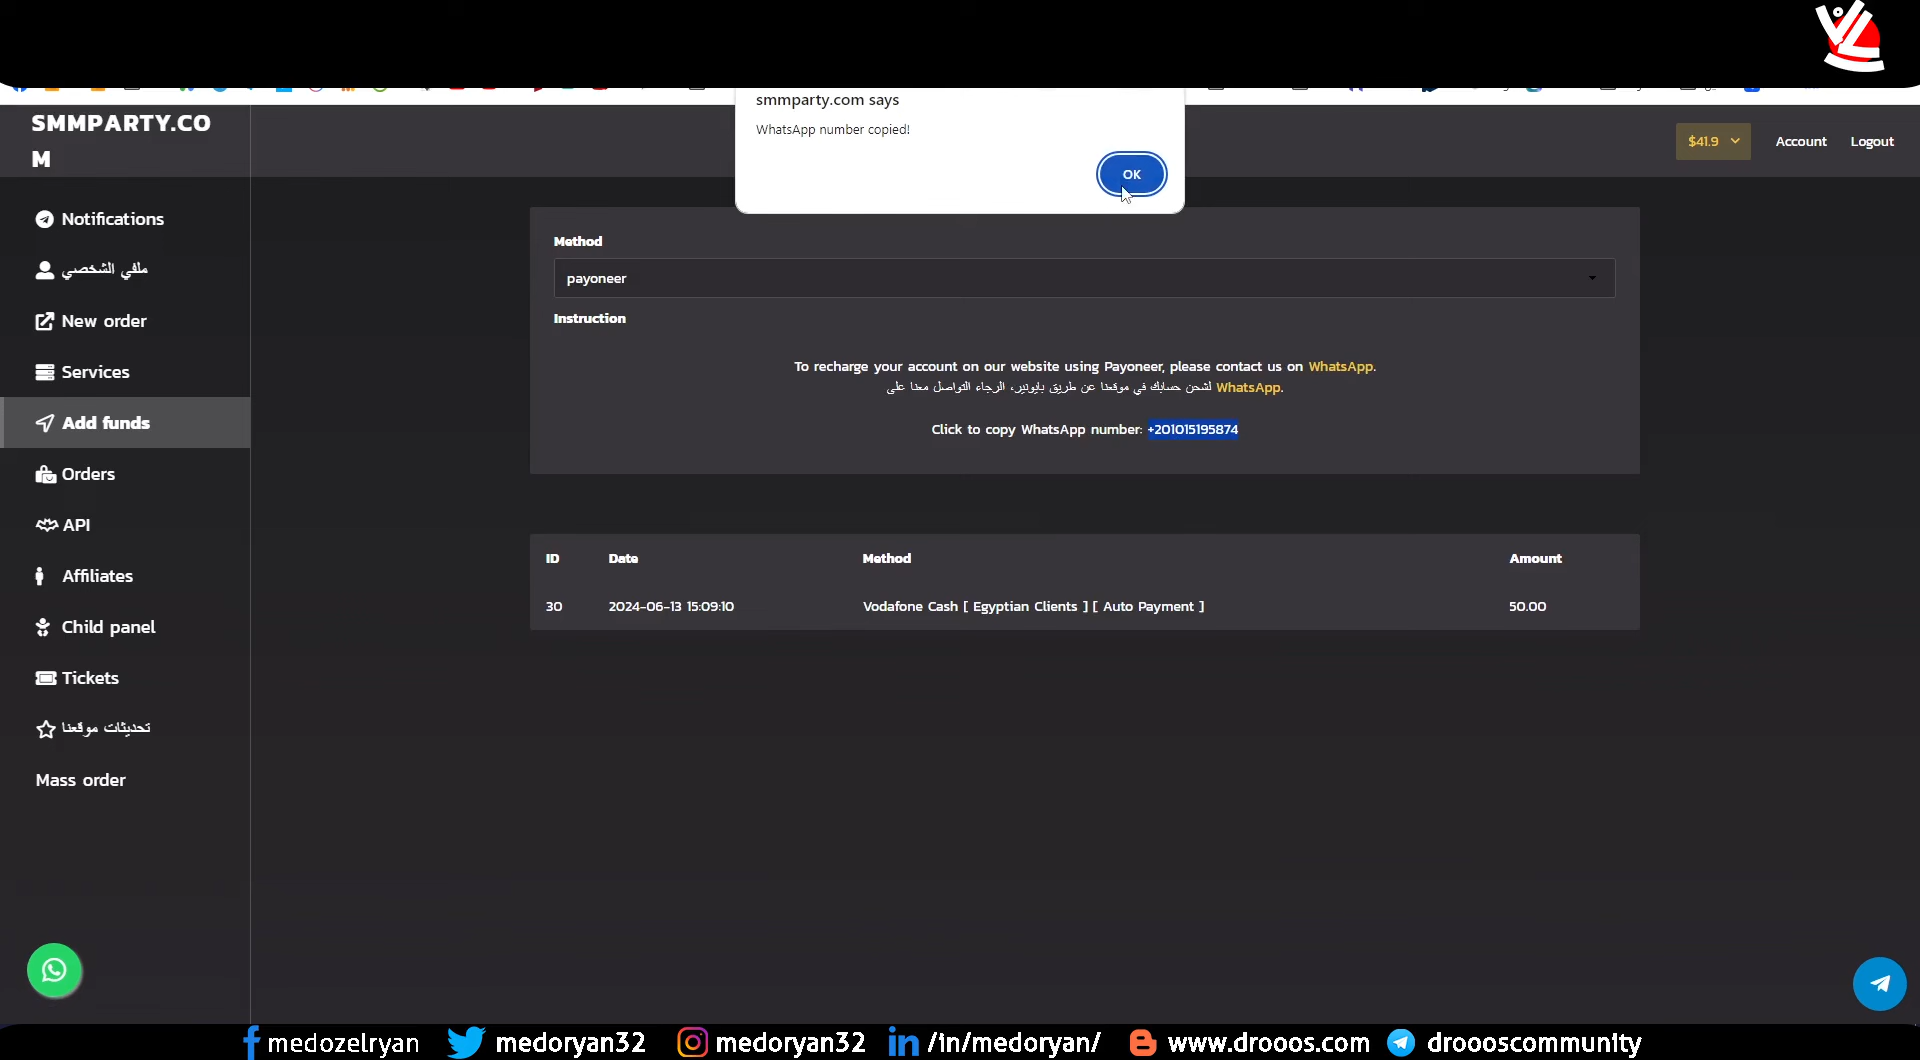 smmparty.com says
WhatsApp number copied!
OK
SMMPARTY.CO
M
$41.9
Account
Logout
Notifications
ملفي الشخصي
New order
Services
Add funds
Orders
API
Affiliates
Child panel
Tickets
تحديثات موقعنا
Mass order
Method
payoneer
Instruction
To recharge your account on our website using Payoneer, please contact us on WhatsApp.
لشحن حسابك في موقعنا عن طريق بايونير، الرجاء التواصل معنا على WhatsApp.
Click to copy WhatsApp number: +201015195874
ID Date Method Amount
30 2024-06-13 15:09:10 Vodafone Cash [ Egyptian Clients ] [ Auto Payment ] 50.00
medozelryan medoryan32 medoryan32 /in/medoryan/ www.drooos.com droooscommunity